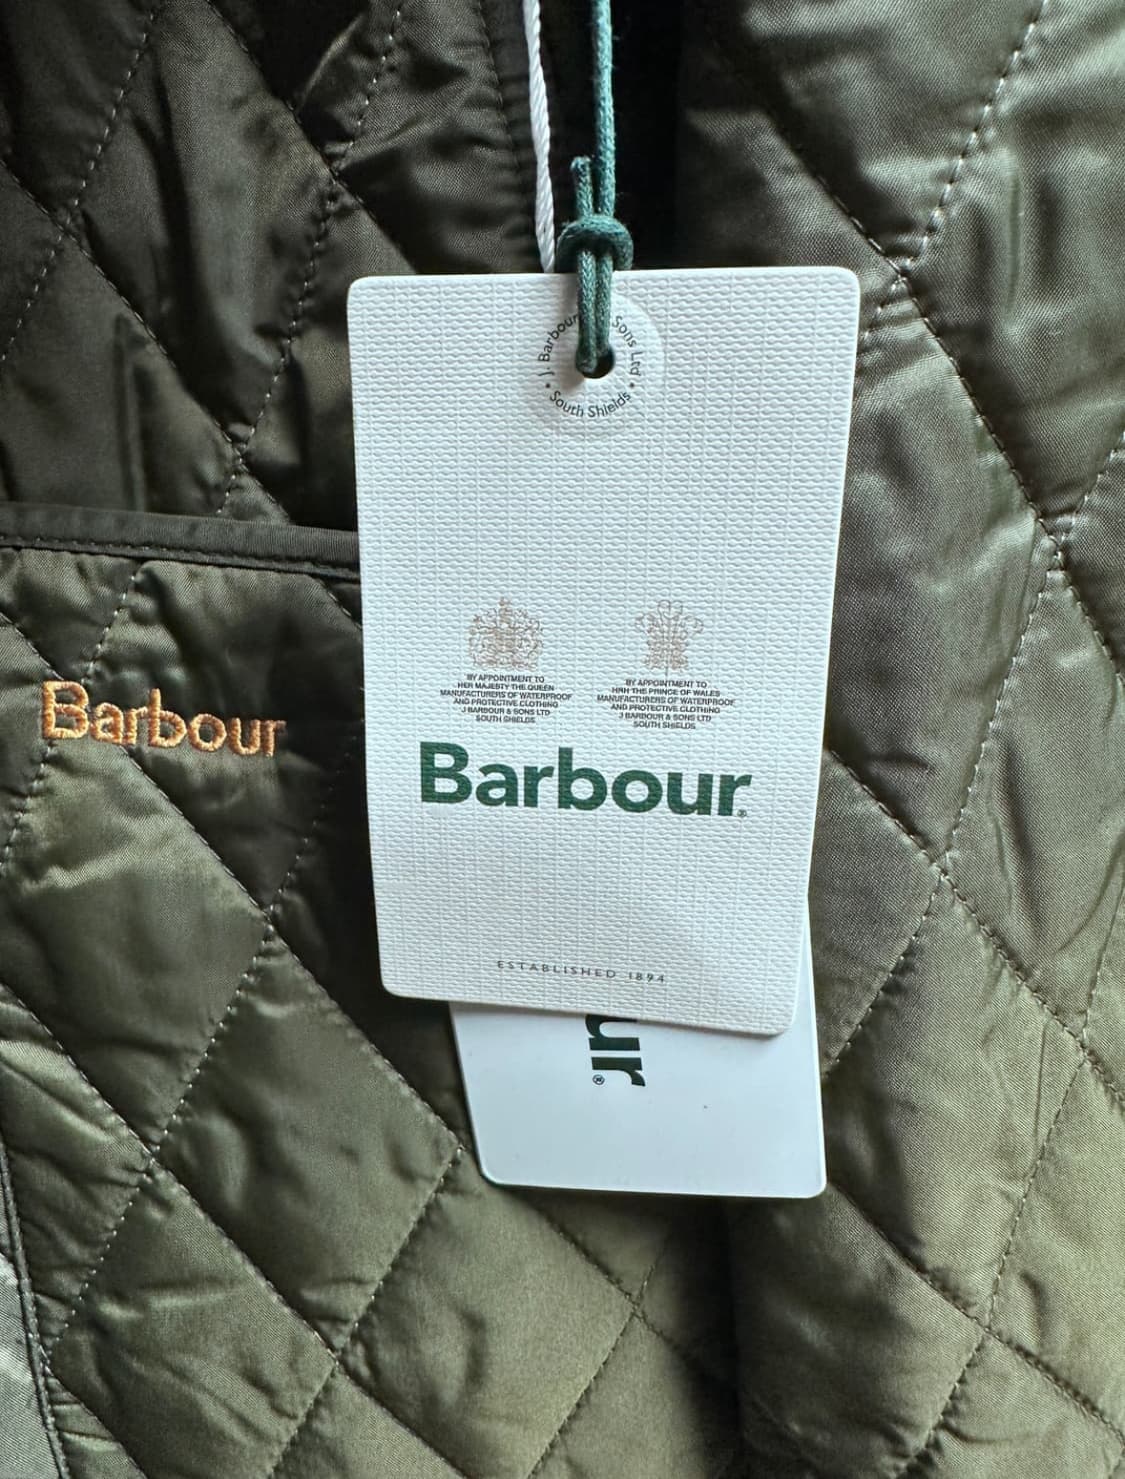 J Barbour Sons Ltd
South Shields
BY APPOINTMENT TO
HER MAJESTY THE QUEEN
MANUFACTURERS OF WATERPROOF
AND PROTECTIVE CLOTHING
J BARBOUR & SONS LTD
SOUTH SHIELDS
BY APPOINTMENT TO
HRH THE PRINCE OF WALES
MANUFACTURERS OF WATERPROOF
AND PROTECTIVE CLOTHING
J BARBOUR & SONS LTD
SOUTH SHIELDS
Barbour
Barbour®
ESTABLISHED 1894
ur®